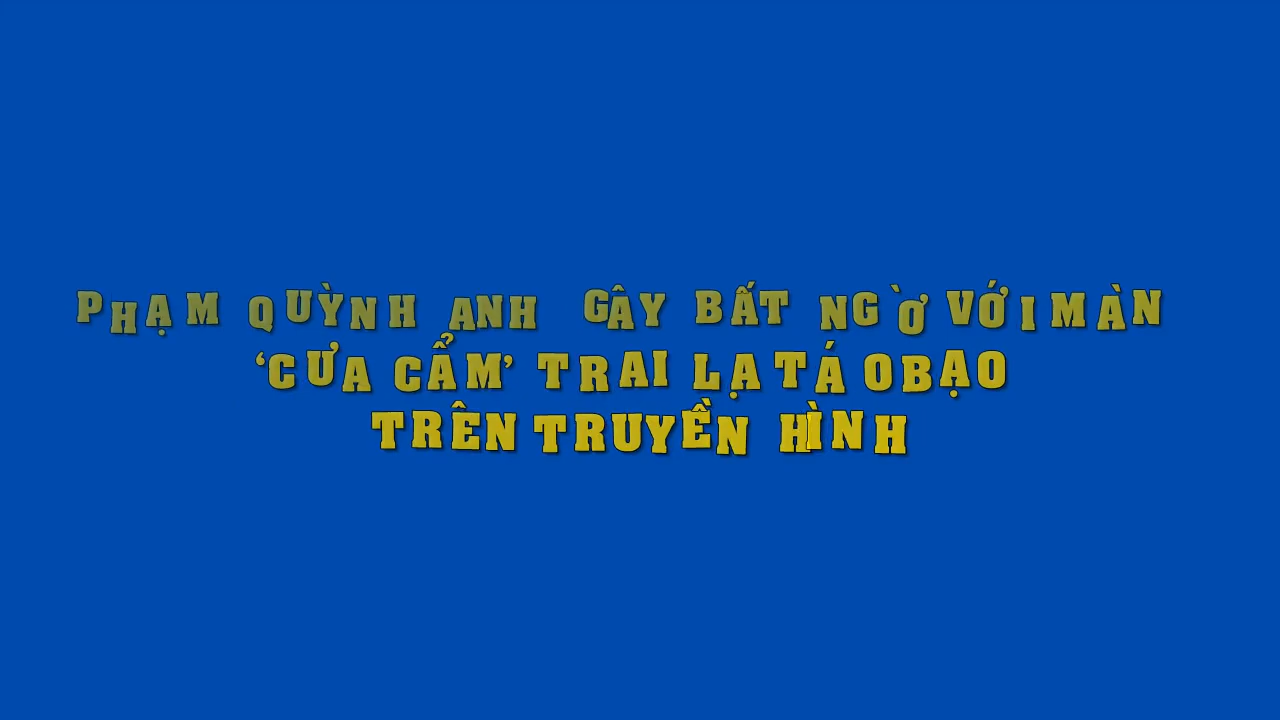 PHẠM QUỲNH ANH GÂY BẤT NGỜ VỚI MÀN
‘CƯA CẨM’ TRAI LẠ TÁO BẠO
TRÊN TRUYỀN HÌNH